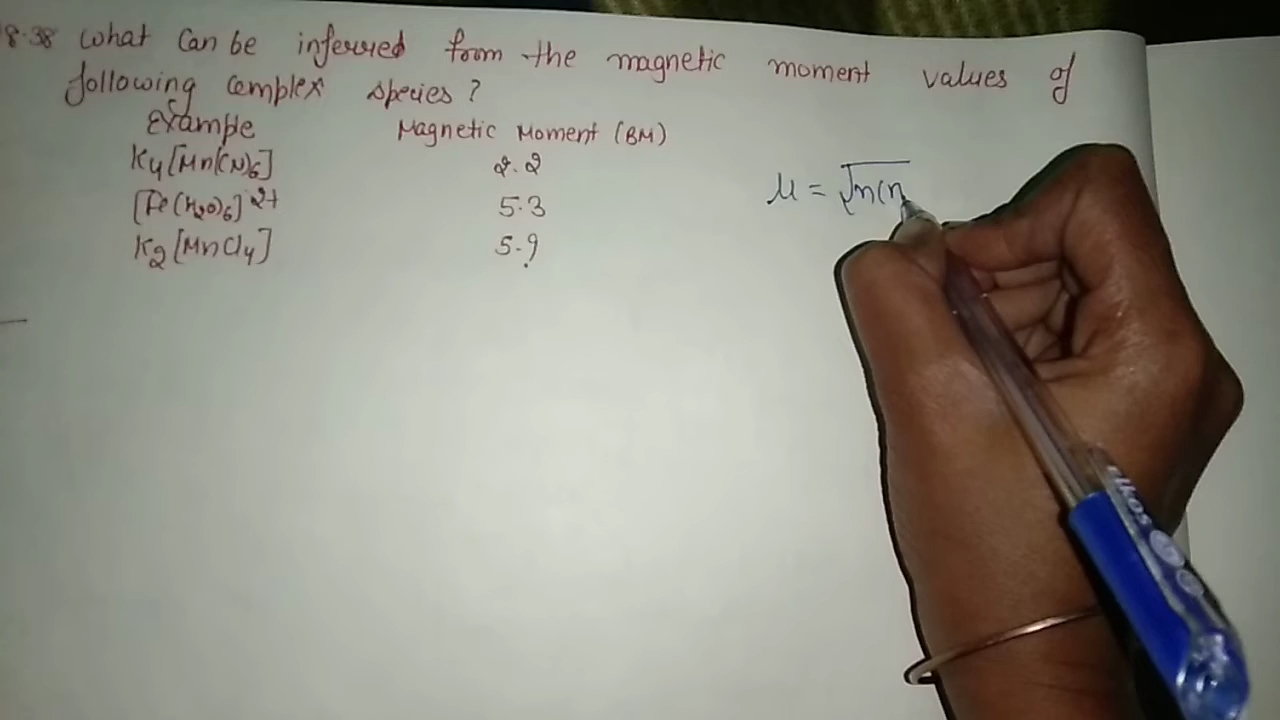 8.38 What can be inferred from the magnetic moment values of
following complex species?
Example Magnetic Moment (BM)
K4[Mn(CN)6] 2.2
[Fe(H2O)6]2+ 5.3
K2[MnCl4] 5.9
μ = √n(n